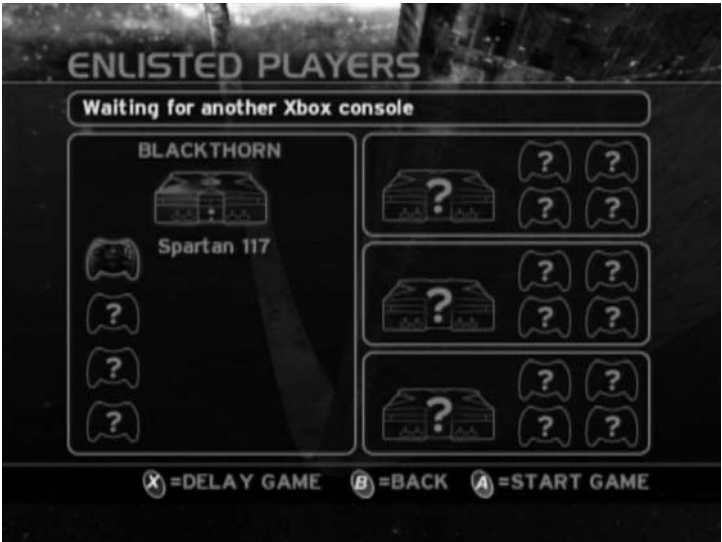 ENLISTED PLAYERS
Waiting for another Xbox console
BLACKTHORN
Spartan 117
?
?
?
? ? ?
? ?
? ? ?
? ?
? ? ?
? ?
X =DELAY GAME B =BACK A =START GAME